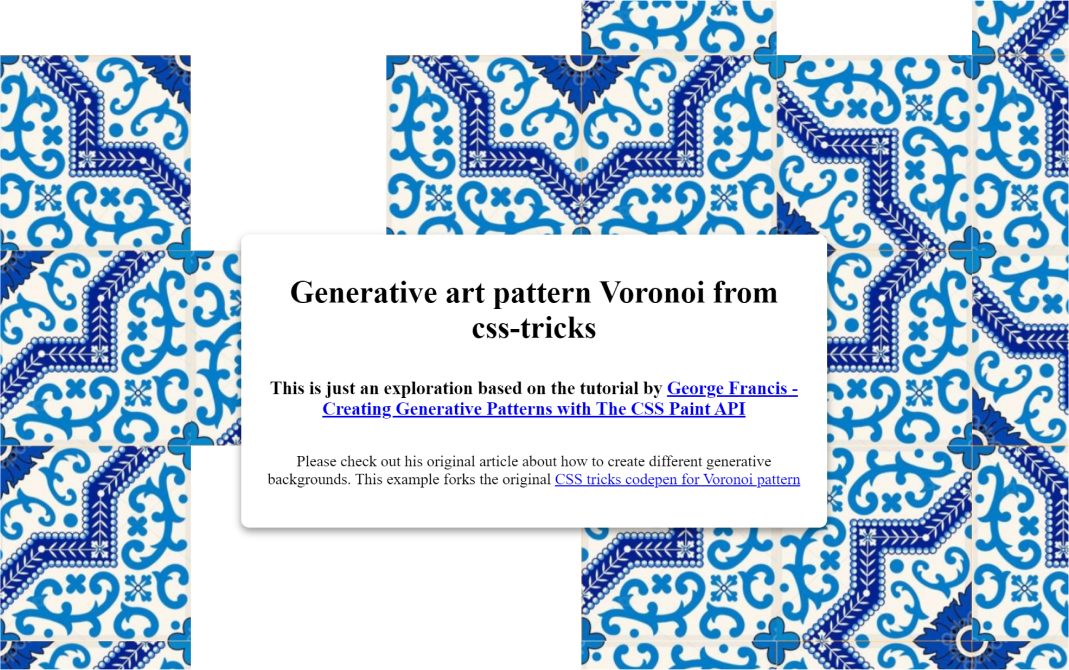 Generative art pattern Voronoi from
css-tricks
This is just an exploration based on the tutorial by George Francis -
Creating Generative Patterns with The CSS Paint API
Please check out his original article about how to create different generative
backgrounds. This example forks the original CSS tricks codepen for Voronoi pattern